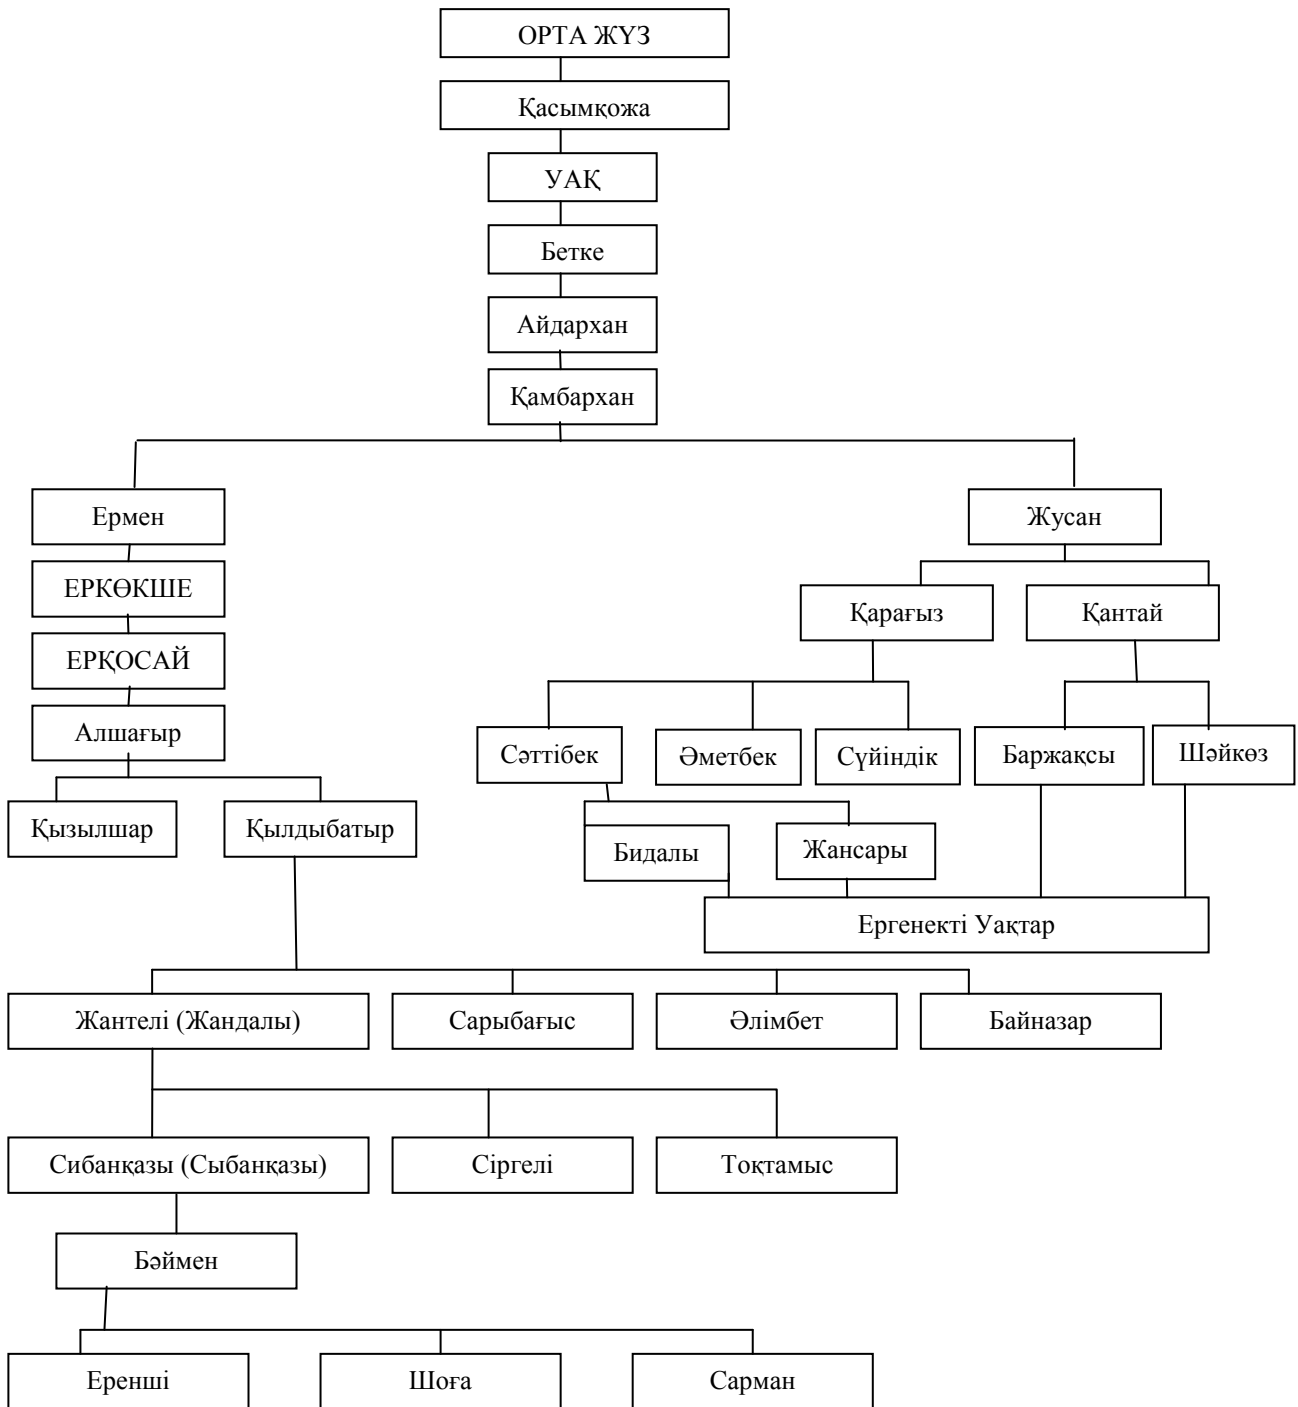 ОРТА ЖҮЗ
Қасымқожа
УАҚ
Бетке
Айдархан
Қамбархан
Ермен
Жусан
ЕРКӨКШЕ
Қарағыз
Қантай
ЕРҚОСАЙ
Алшағыр
Сәттібек
Әметбек
Сүйіндік
Баржақсы
Шәйкөз
Қызылшар
Қылдыбатыр
Бидалы
Жансары
Ергенекті Уақтар
Жантелі (Жандалы)
Сарыбағыс
Әлімбет
Байназар
Сибанқазы (Сыбанқазы)
Сіргелі
Тоқтамыс
Бәймен
Еренші
Шоға
Сарман